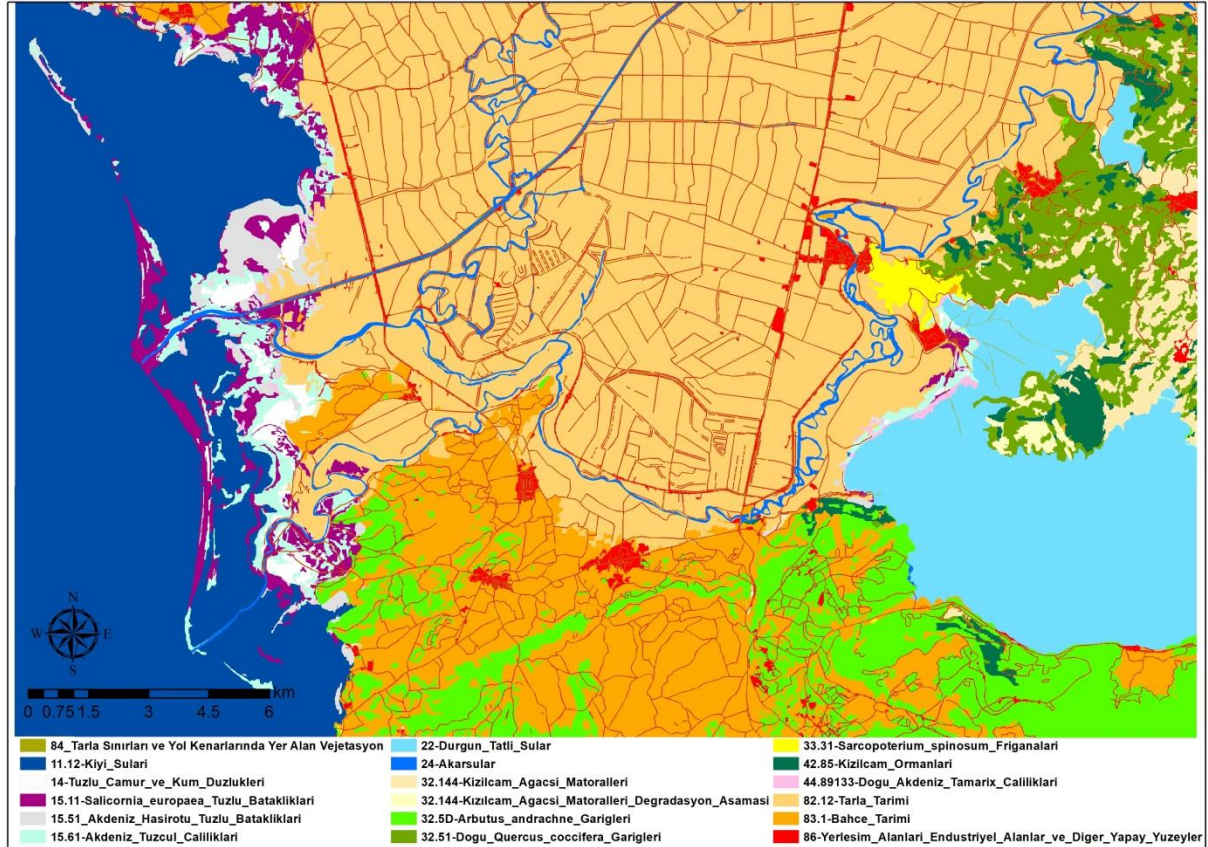 N
W E
S
km
0 0.75 1.5 3 4.5 6
84_Tarla Sınırları ve Yol Kenarlarında Yer Alan Vejetasyon
11.12-Kiyi_Sulari
14-Tuzlu_Camur_ve_Kum_Duzlukleri
15.11-Salicornia_europaea_Tuzlu_Batakliklari
15.51_Akdeniz_Hasirotu_Tuzlu_Batakliklari
15.61-Akdeniz_Tuzcul_Caliliklari
22-Durgun_Tatli_Sular
24-Akarsular
32.144-Kizilcam_Agacsi_Matoralleri
32.144-Kızılcam_Agacsi_Matoralleri_Degradasyon_Asamasi
32.5D-Arbutus_andrachne_Garigleri
32.51-Dogu_Quercus_coccifera_Garigleri
33.31-Sarcopoterium_spinosum_Friganalari
42.85-Kizilcam_Ormanlari
44.89133-Dogu_Akdeniz_Tamarix_Caliliklari
82.12-Tarla_Tarimi
83.1-Bahce_Tarimi
86-Yerlesim_Alanlari_Endustriyel_Alanlar_ve_Diger_Yapay_Yuzeyler